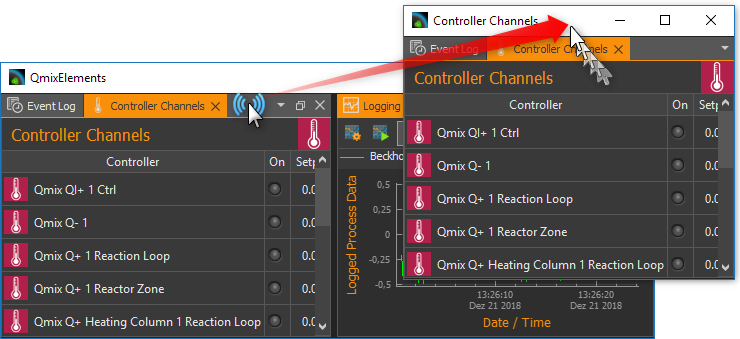 QmixElements
Event Log
Controller Channels
Controller Channels
Controller On Setp
Qmix QI+ 1 Ctrl 0.0
Qmix Q- 1 0.0
Qmix Q+ 1 Reaction Loop 0.0
Qmix Q+ 1 Reactor Zone 0.0
Qmix Q+ Heating Column 1 Reaction Loop 0.0
Logging
Beckho
Logged Process Data
0,5
0,25
0
-0,25
-0,5
13:26:10
Dez 21 2018
13:26:20
Dez 21 2018
Date / Time
Controller Channels
Event Log
Controller Channels
Controller Channels
Controller On Setp
Qmix QI+ 1 Ctrl 0.0
Qmix Q- 1 0.0
Qmix Q+ 1 Reaction Loop 0.0
Qmix Q+ 1 Reactor Zone 0.0
Qmix Q+ Heating Column 1 Reaction Loop 0.0